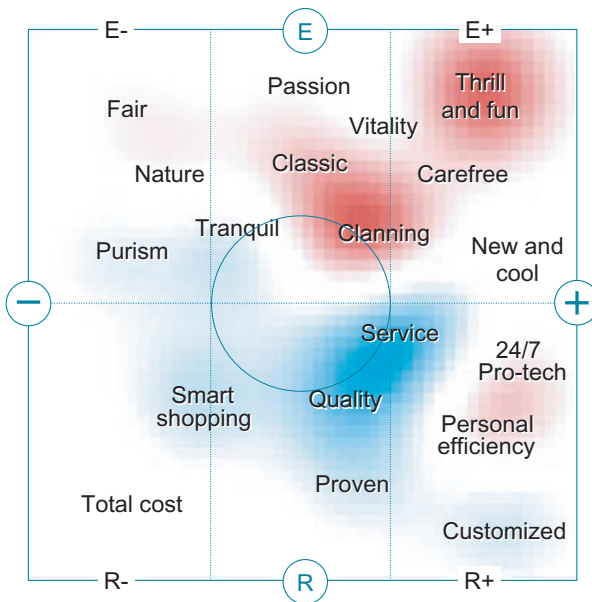 E-
E
E+
Passion
Thrill
and fun
Fair
Vitality
Classic
Nature
Carefree
Tranquil
Clanning
Purism
New and
cool
−
+
Service
24/7
Pro-tech
Smart
shopping
Quality
Personal
efficiency
Proven
Total cost
Customized
R-
R
R+